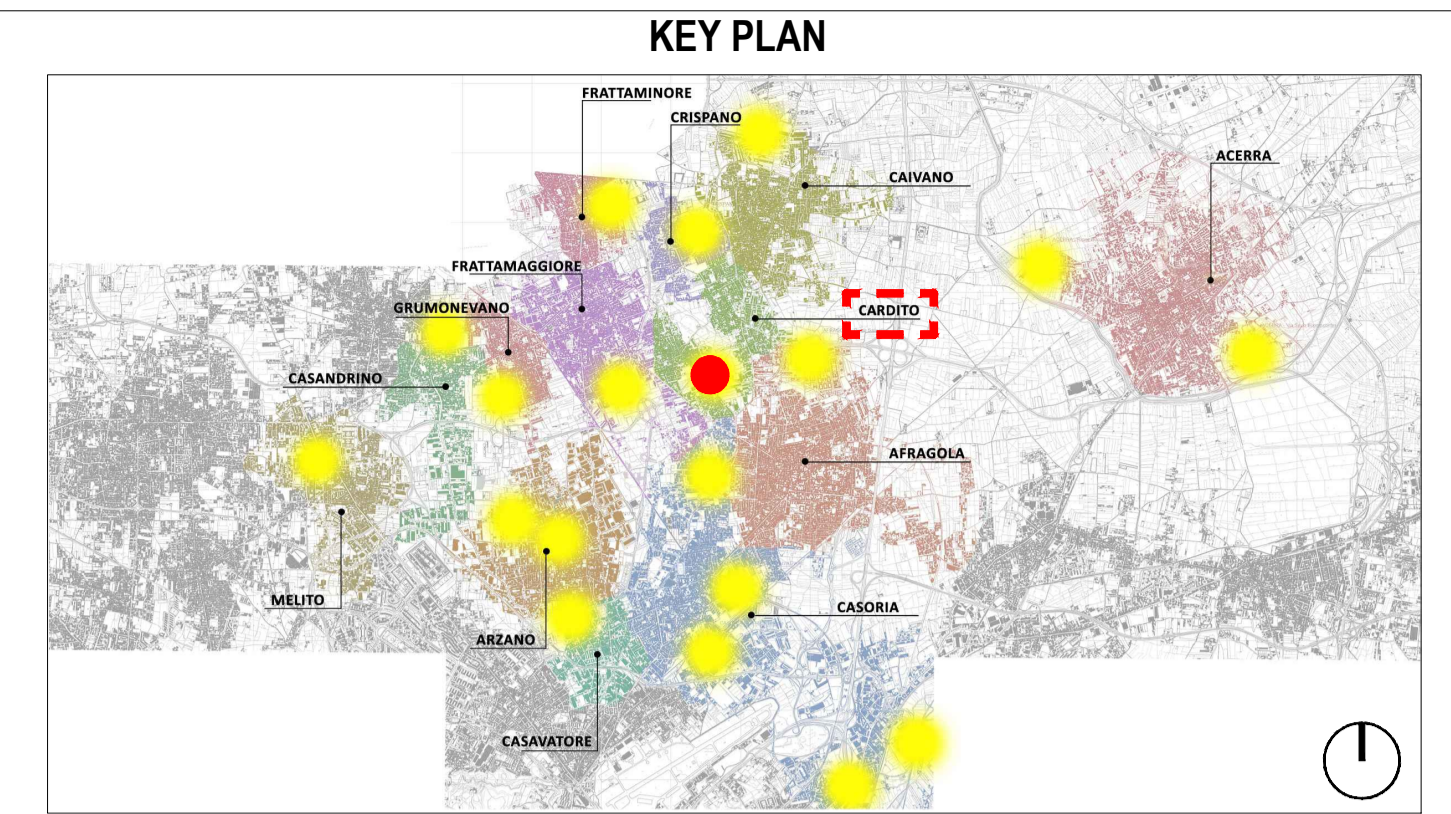 KEY PLAN
FRATTAMINORE
CRISPANO
ACERRA
CAIVANO
FRATTAMAGGIORE
GRUMONEVANO
CARDITO
CASANDRINO
AFRAGOLA
MELITO
CASORIA
ARZANO
CASAVATORE